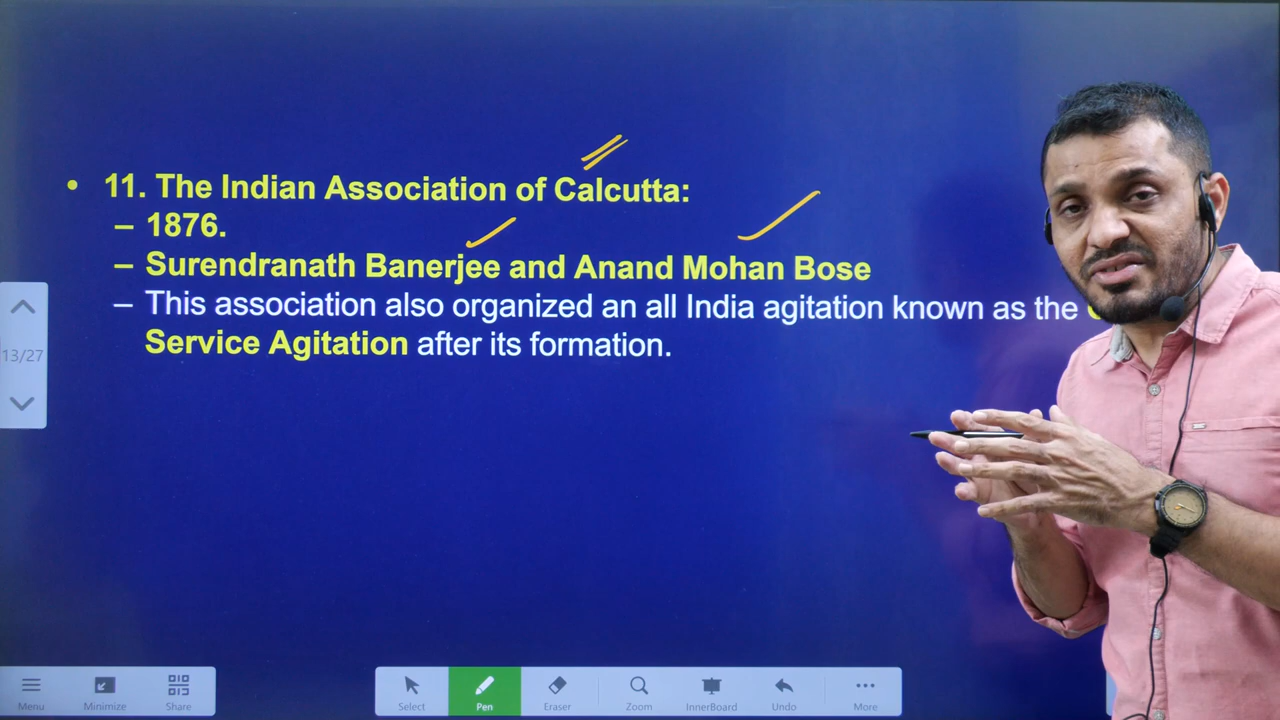 • 11. The Indian Association of Calcutta:
– 1876.
– Surendranath Banerjee and Anand Mohan Bose
– This association also organized an all India agitation known as the
Service Agitation after its formation.
13/27
Menu Minimize Share Select Pen Eraser Zoom InnerBoard Undo More